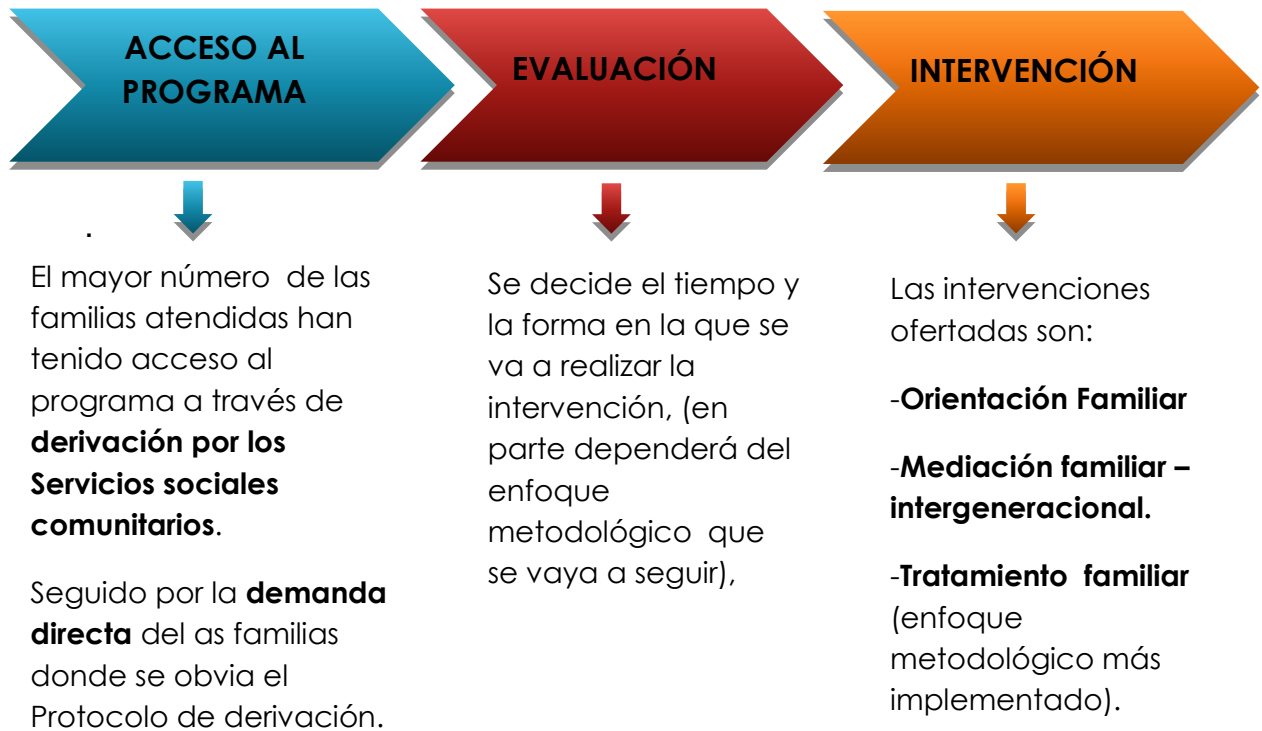 ACCESO AL
PROGRAMA
.
El mayor número de las
familias atendidas han
tenido acceso al
programa a través de
derivación por los
Servicios sociales
comunitarios.
Seguido por la demanda
directa del as familias
donde se obvia el
Protocolo de derivación.
EVALUACIÓN
Se decide el tiempo y
la forma en la que se
va a realizar la
intervención, (en
parte dependerá del
enfoque
metodológico que
se vaya a seguir),
INTERVENCIÓN
Las intervenciones
ofertadas son:
-Orientación Familiar
-Mediación familiar –
intergeneracional.
-Tratamiento familiar
(enfoque
metodológico más
implementado).